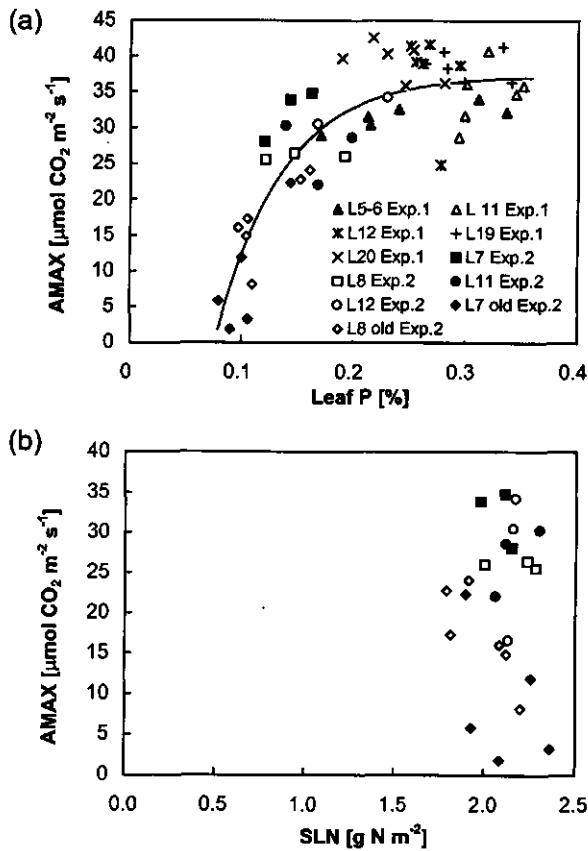 (a)
45
40
35
30
25
20
15
10
5
0
AMAX [µmol CO₂ m⁻² s⁻¹]
L5-6 Exp.1
L 11 Exp.1
L12 Exp.1
L19 Exp.1
L20 Exp.1
L7 Exp.2
L8 Exp.2
L11 Exp.2
L12 Exp.2
L7 old Exp.2
L8 old Exp.2
0 0.1 0.2 0.3 0.4
Leaf P [%]
(b)
40
35
30
25
20
15
10
5
0
AMAX [µmol CO₂ m⁻² s⁻¹]
0.0 0.5 1.0 1.5 2.0 2.5
SLN [g N m⁻²]